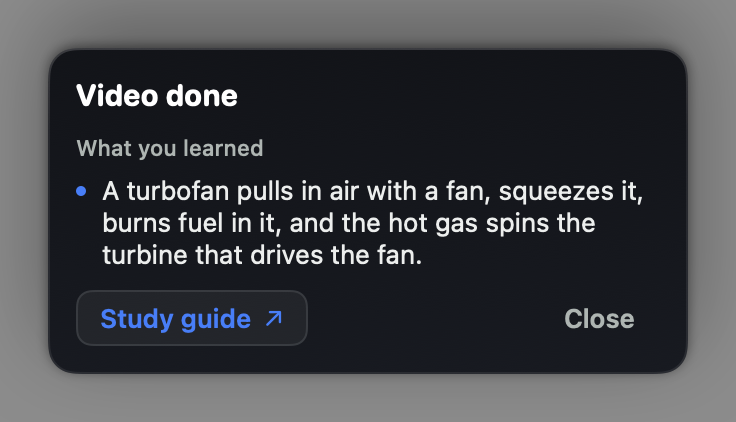 Video done
What you learned
• A turbofan pulls in air with a fan, squeezes it,
burns fuel in it, and the hot gas spins the
turbine that drives the fan.
Study guide ↗
Close